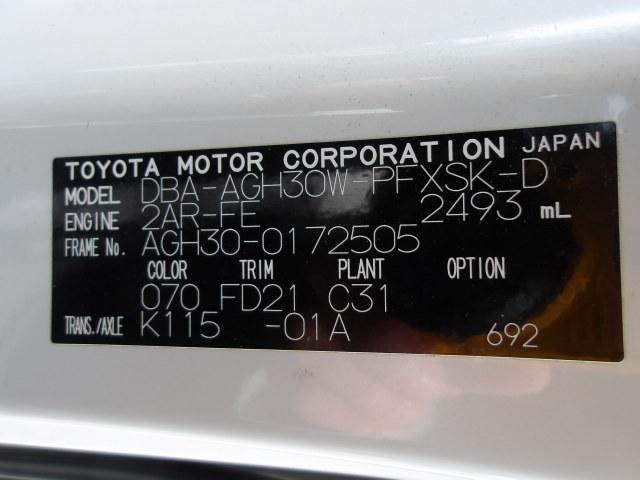 TOYOTA MOTOR CORPORATION JAPAN
MODEL DBA-AGH30W-PFXSK-D
ENGINE 2AR-FE 2493 mL
FRAME No. AGH30-0172505
COLOR TRIM PLANT OPTION
070 FD21 C31
TRANS./AXLE K115 -01A 692